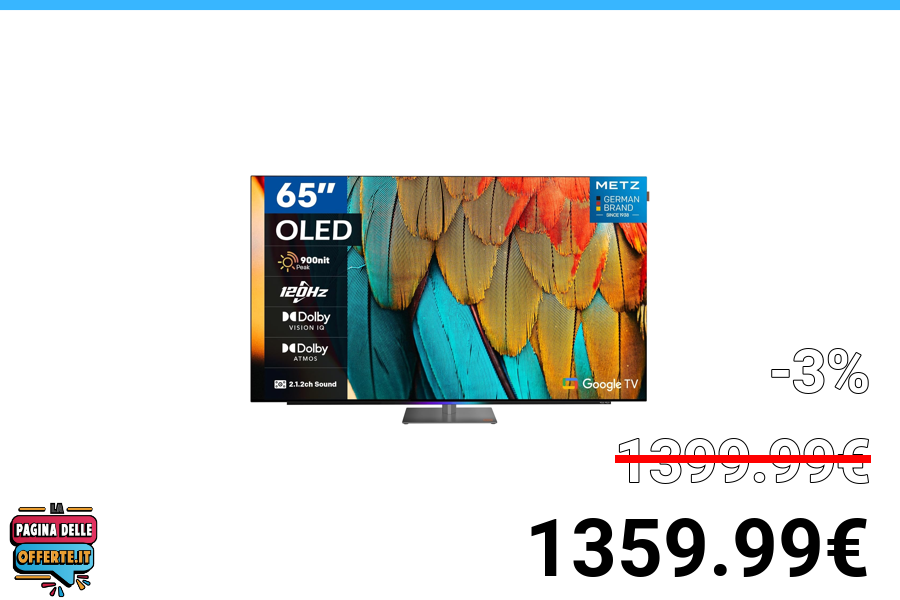 65"
OLED
900nit
Peak
120Hz
Dolby
VISION IQ
Dolby
ATMOS
2.1.2ch Sound
METZ
GERMAN
BRAND
SINCE 1938
Google TV
-3%
1399.99€
1359.99€
LA
PAGINA DELLE
OFFERTE.IT